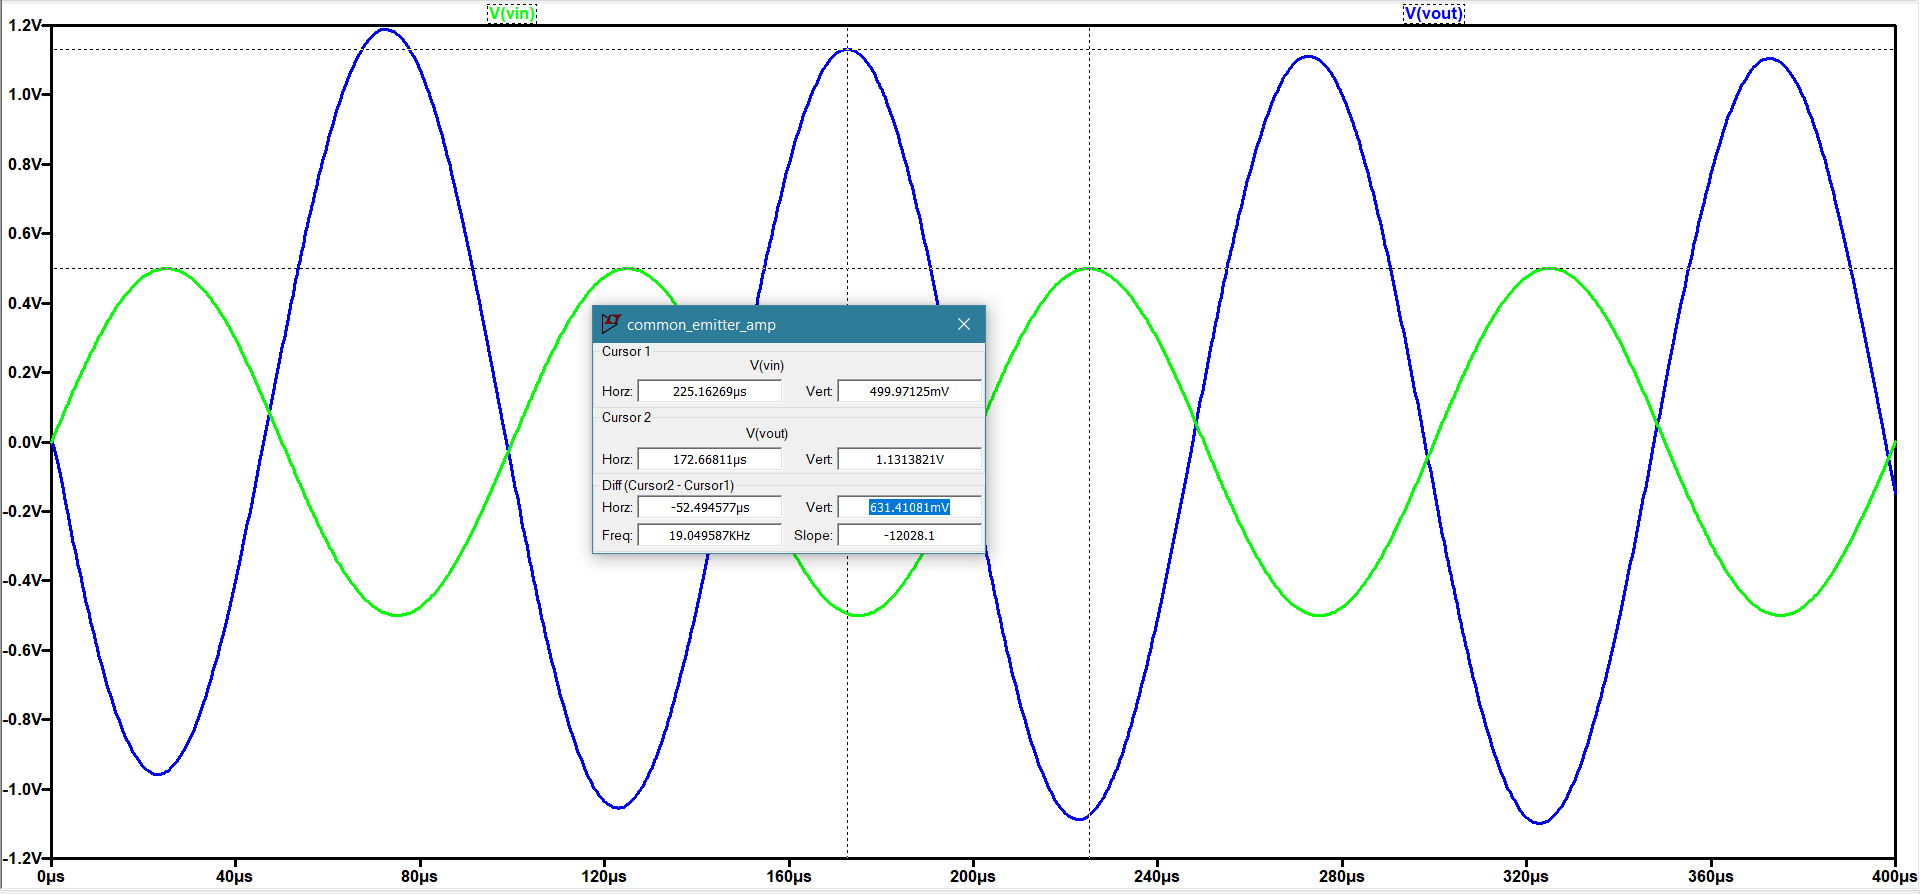 V(vin) V(vout)
1.2V
1.0V
0.8V
0.6V
0.4V
0.2V
0.0V
-0.2V
-0.4V
-0.6V
-0.8V
-1.0V
-1.2V
common_emitter_amp
Cursor 1
V(vin)
Horz: 225.16269µs Vert: 499.97125mV
Cursor 2
V(vout)
Horz: 172.66811µs Vert: 1.1313821V
Diff (Cursor2 - Cursor1)
Horz: -52.494577µs Vert: 631.41081mV
Freq: 19.049587KHz Slope: -12028.1
0µs 40µs 80µs 120µs 160µs 200µs 240µs 280µs 320µs 360µs 400µs